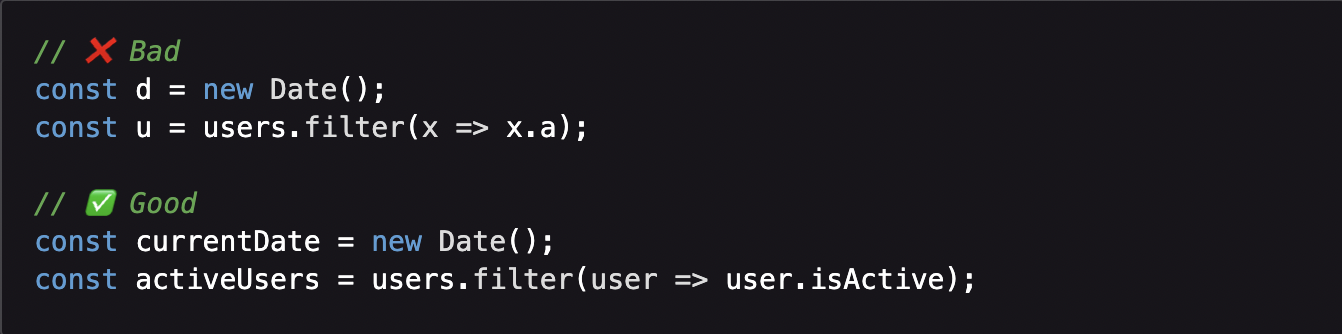 // ❌ Bad
const d = new Date();
const u = users.filter(x => x.a);
// ✅ Good
const currentDate = new Date();
const activeUsers = users.filter(user => user.isActive);